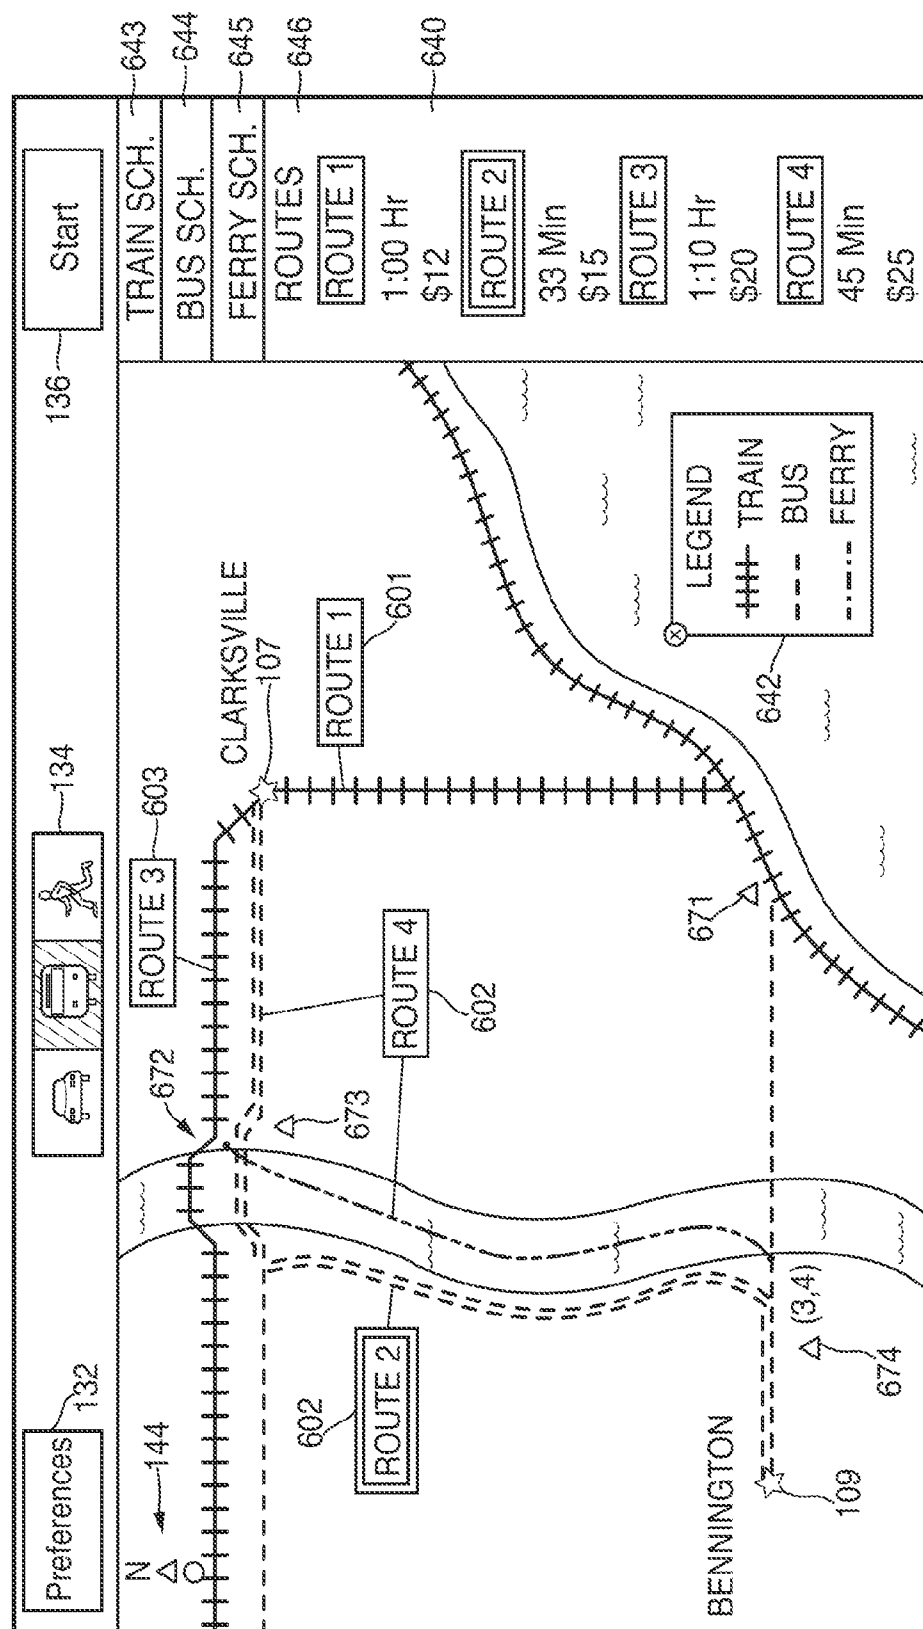 Preferences
132
134
136
Start
N
144
672
ROUTE 3
603
CLARKSVILLE
107
ROUTE 1
601
673
ROUTE 4
602
602
ROUTE 2
671
(3,4)
674
BENNINGTON
109
X
LEGEND
TRAIN
BUS
FERRY
642
TRAIN SCH.
643
BUS SCH.
644
FERRY SCH.
645
ROUTES
646
ROUTE 1
1:00 Hr
$12
640
ROUTE 2
33 Min
$15
ROUTE 3
1:10 Hr
$20
ROUTE 4
45 Min
$25